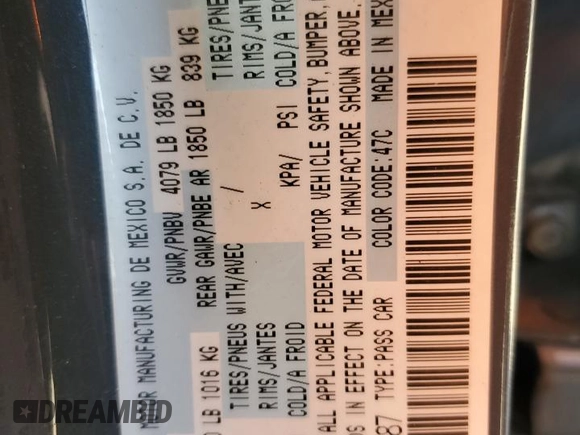 MOTOR MANUFACTURING DE MEXICO S.A. DE C.V.
GVWR/PNBV 4079 LB 1850 KG
LB 1016 KG REAR GAWR/PNBE AR 1850 LB 839 KG
TIRES/PNEUS WITH/AVEC / TIRES/PNE
RIMS/JANTES X RIMS/JANT
COLD/A FROID KPA/ PSI COLD/A FRO
ALL APPLICABLE FEDERAL MOTOR VEHICLE SAFETY, BUMPER,
IN EFFECT ON THE DATE OF MANUFACTURE SHOWN ABOVE.
87 TYPE:PASS CAR COLOR CODE:47C MADE IN MEX
DREAMBID